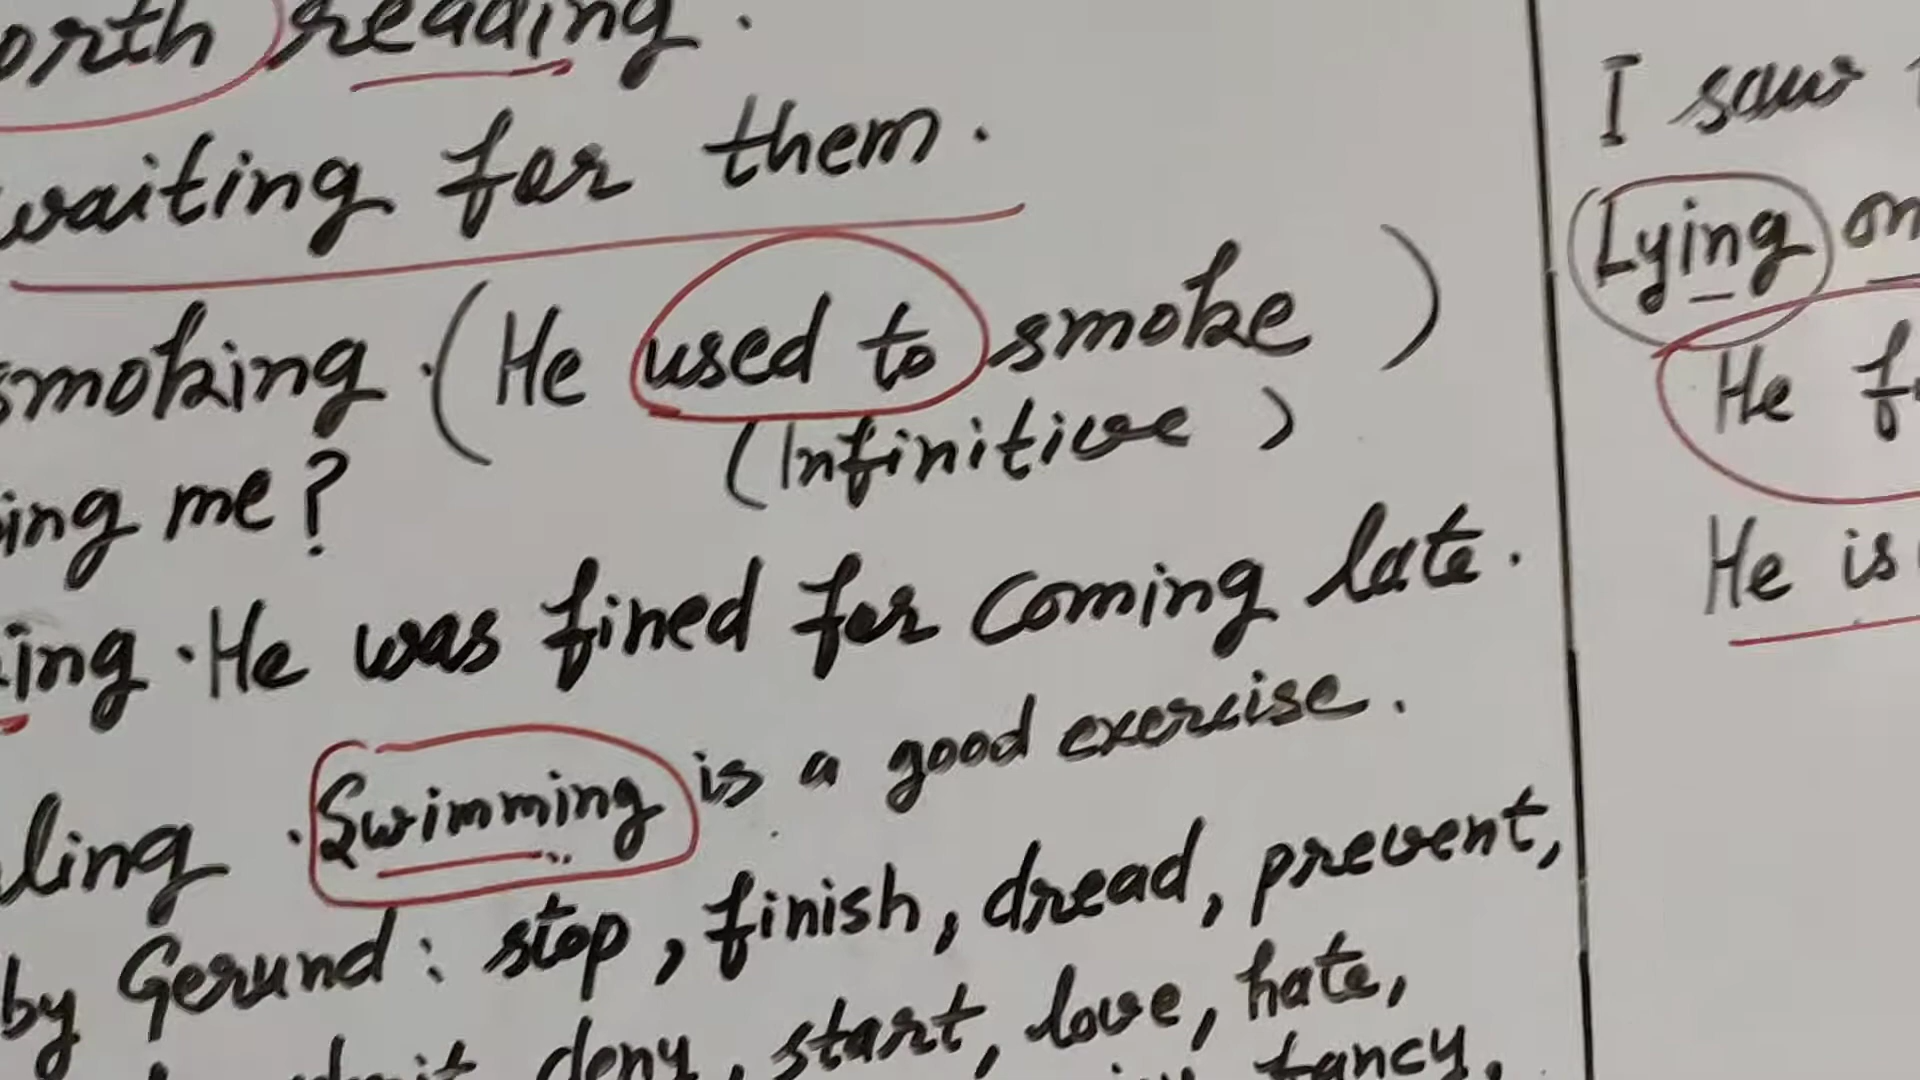 orth reading.
waiting for them.
smoking. (He used to smoke)
(Infinitive)
ing me?
ing. He was fined for coming late.
ling. Swimming is a good exercise.
by Gerund: stop, finish, dread, prevent,
deny, start, love, hate,
fancy,
I saw
Lying on
He
He is